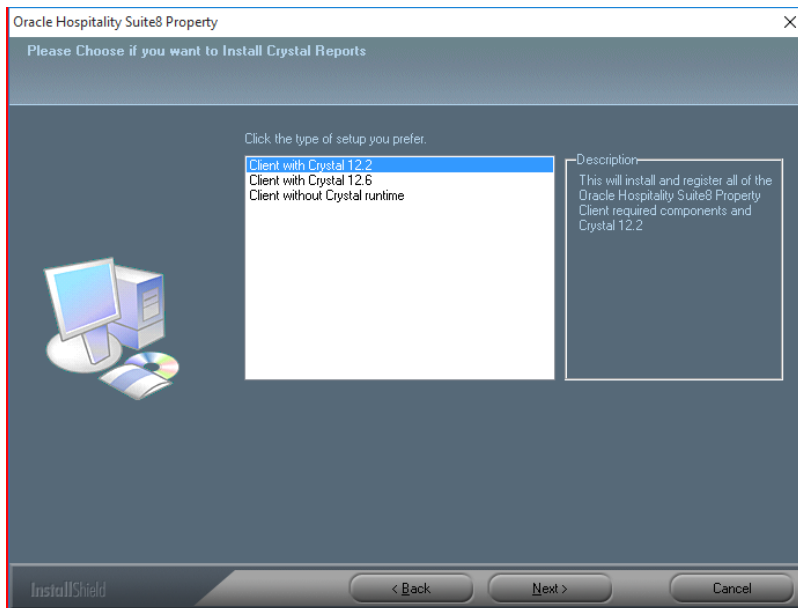 Oracle Hospitality Suite8 Property
Please Choose if you want to Install Crystal Reports
Click the type of setup you prefer.
Client with Crystal 12.2
Client with Crystal 12.6
Client without Crystal runtime
Description
This will install and register all of the
Oracle Hospitality Suite8 Property
Client required components and
Crystal 12.2
InstallShield
< Back
Next >
Cancel